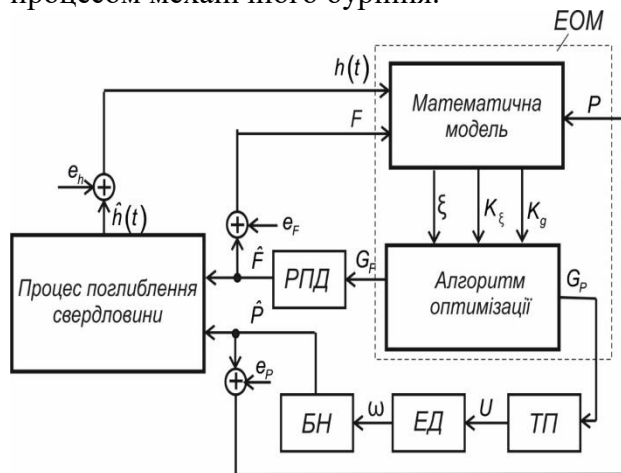 процесом механічного буріння.
ЕОМ
h(t)
Математична
модель
F
P
e_h
ĥ(t)
e_F
ξ
K_ξ
K_g
Процес поглиблення
свердловини
F̂
РПД
G_F
Алгоритм
оптимізації
G_P
P̂
e_P
БН
ω
ЕД
U
ТП